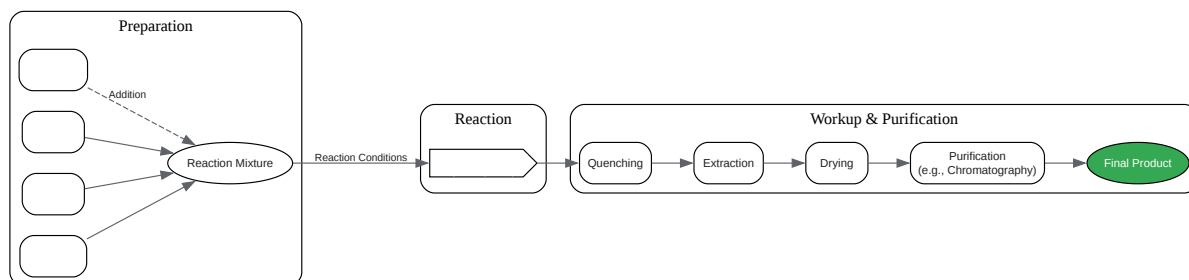 Preparation
Addition
Reaction Mixture
Reaction Conditions
Reaction
Workup & Purification
Quenching
Extraction
Drying
Purification
(e.g., Chromatography)
Final Product